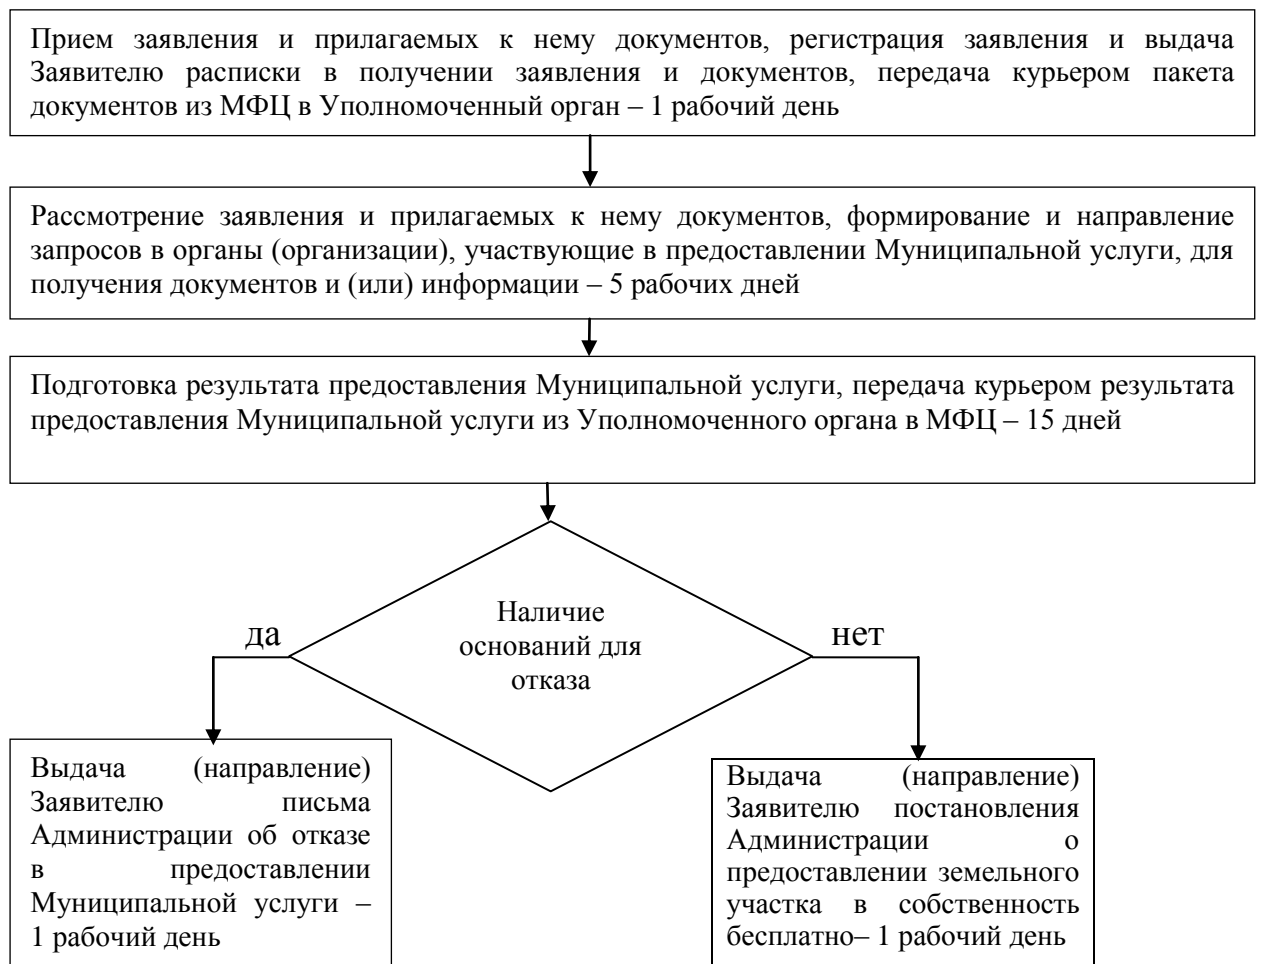 Прием заявления и прилагаемых к нему документов, регистрация заявления и выдача
Заявителю расписки в получении заявления и документов, передача курьером пакета
документов из МФЦ в Уполномоченный орган – 1 рабочий день
Рассмотрение заявления и прилагаемых к нему документов, формирование и направление
запросов в органы (организации), участвующие в предоставлении Муниципальной услуги, для
получения документов и (или) информации – 5 рабочих дней
Подготовка результата предоставления Муниципальной услуги, передача курьером результата
предоставления Муниципальной услуги из Уполномоченного органа в МФЦ – 15 дней
Наличие
оснований для
отказа
да
нет
Выдача (направление)
Заявителю письма
Администрации об отказе
в предоставлении
Муниципальной услуги –
1 рабочий день
Выдача (направление)
Заявителю постановления
Администрации о
предоставлении земельного
участка в собственность
бесплатно– 1 рабочий день